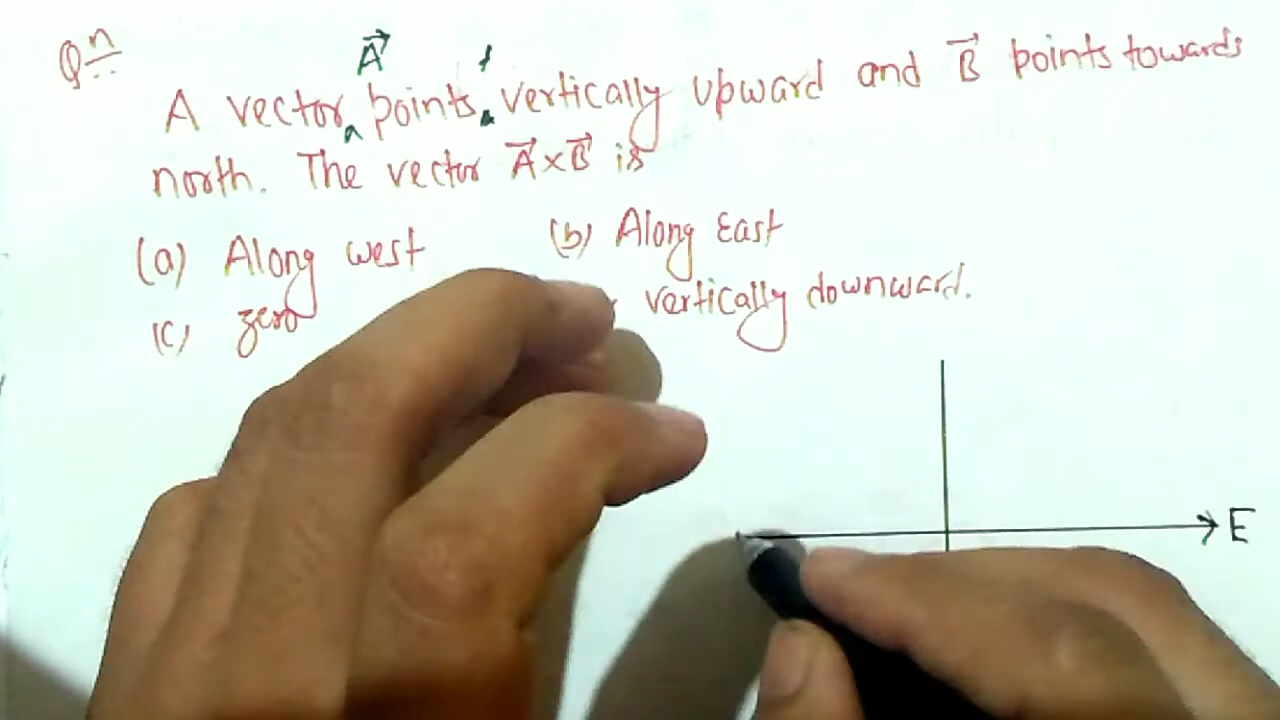 Qn
A vector A⃗ points vertically upward and B⃗ points towards
north. The vector A⃗×B⃗ is
(a) Along west (b) Along East
(c) zero vertically downward.
E